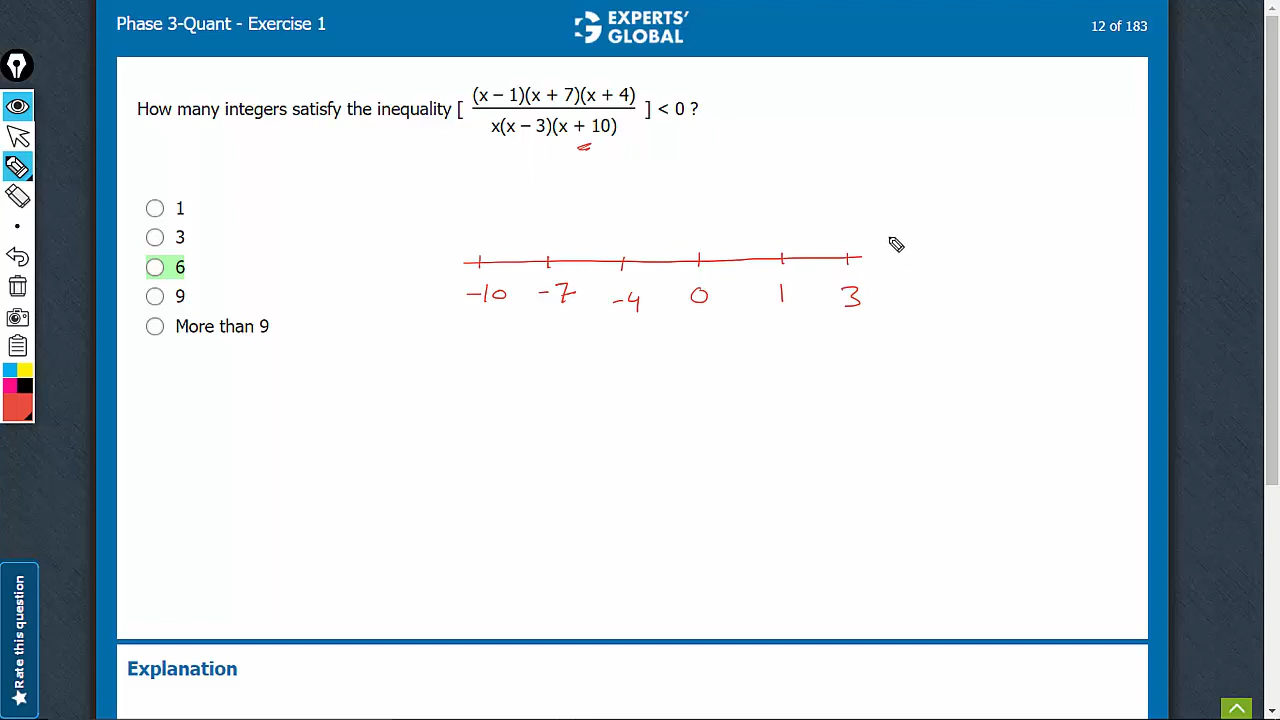 Phase 3-Quant - Exercise 1
EXPERTS'
GLOBAL
12 of 183
How many integers satisfy the inequality [ (x – 1)(x + 7)(x + 4) ] < 0 ?
x(x – 3)(x + 10)
1
3
6
9
More than 9
-10 -7 -4 0 1 3
Rate this question
Explanation